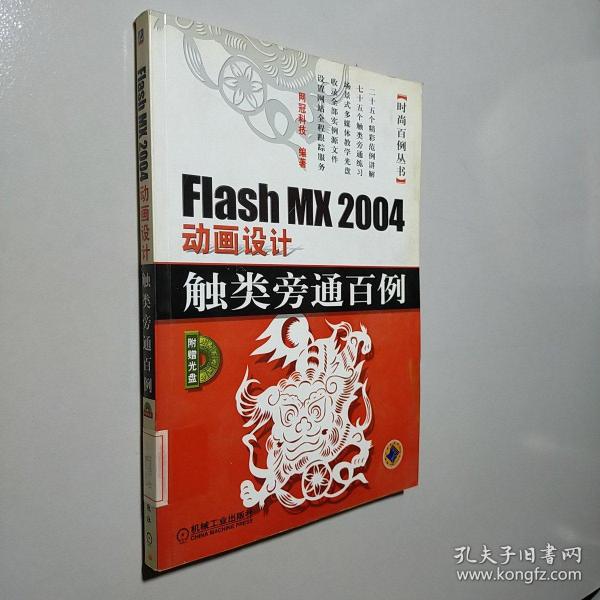 【时尚百例丛书】
二十五个精彩范例讲解
七十五个触类旁通练习
场景式多媒体教学光盘
收录全部实例源文件
设置网站全程跟踪服务
网冠科技 编著
Flash MX 2004
动画设计
触类旁通百例
附赠光盘
机械工业出版社
CHINA MACHINE PRESS
Flash MX 2004 动画设计
触类旁通百例
孔夫子旧书网
www.kongfz.com